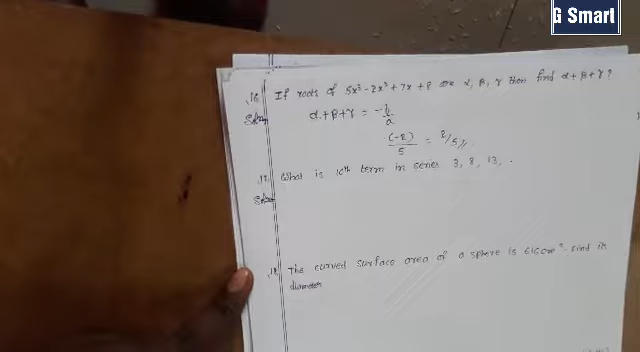 G Smart
16. If roots of 5x³-2x²+7x+8 are α, β, γ then find α+β+γ?
Soln α+β+γ = -b/a
(-2)/5 = 2/5 //.
17. What is 10th term in series 3, 8, 13, .
Soln
18. The curved surface area of a sphere is 616cm² find its
diameter